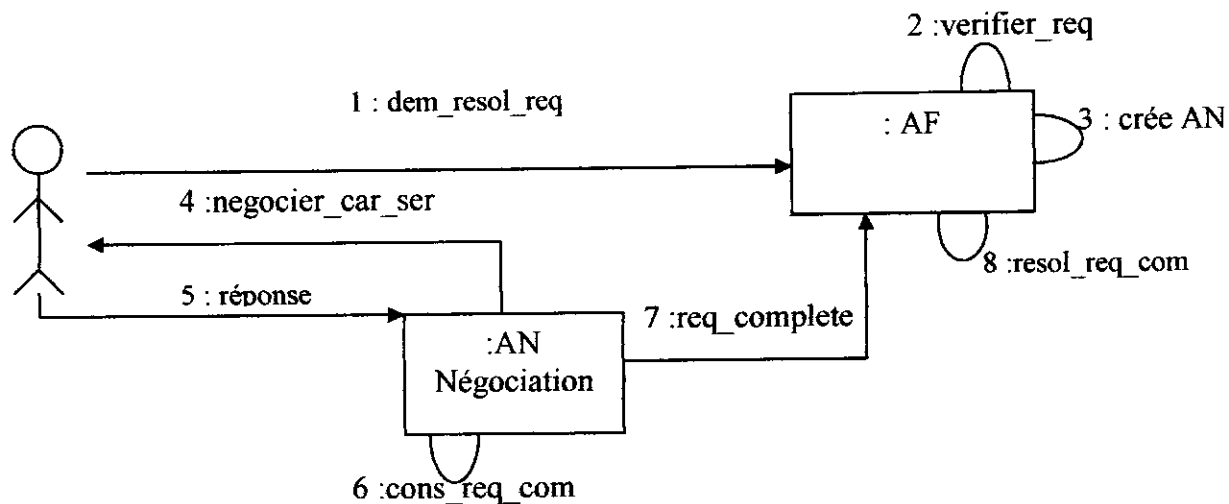 2 :verifier_req
1 : dem_resol_req
: AF
3 : crée AN
4 :negocier_car_ser
8 :resol_req_com
5 : réponse
7 :req_complete
:AN
Négociation
6 :cons_req_com